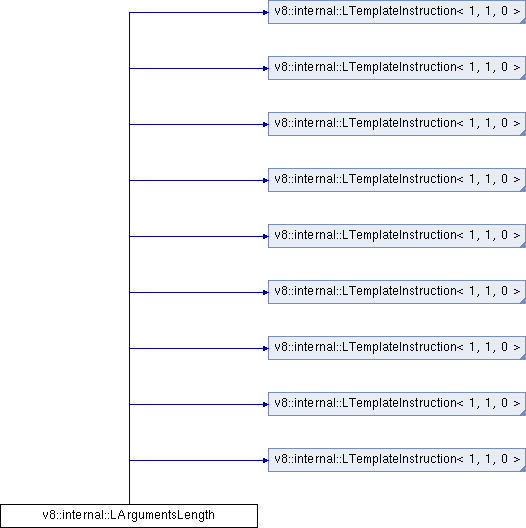 v8::internal::LTemplateInstruction< 1, 1, 0 >
v8::internal::LTemplateInstruction< 1, 1, 0 >
v8::internal::LTemplateInstruction< 1, 1, 0 >
v8::internal::LTemplateInstruction< 1, 1, 0 >
v8::internal::LTemplateInstruction< 1, 1, 0 >
v8::internal::LTemplateInstruction< 1, 1, 0 >
v8::internal::LTemplateInstruction< 1, 1, 0 >
v8::internal::LTemplateInstruction< 1, 1, 0 >
v8::internal::LTemplateInstruction< 1, 1, 0 >
v8::internal::LArgumentsLength